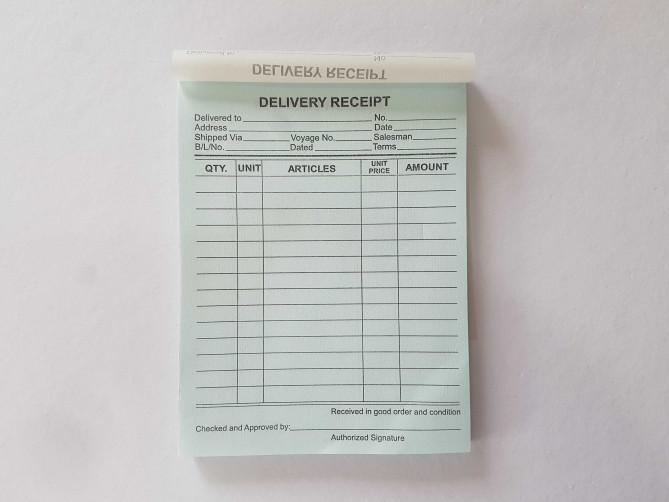 No.
DELIVERY RECEIPT
DELIVERY RECEIPT
Delivered to No.
Address Date
Shipped Via Voyage No. Salesman
B/L/No. Dated Terms
QTY. UNIT ARTICLES UNIT PRICE AMOUNT
Received in good order and condition
Checked and Approved by:
Authorized Signature